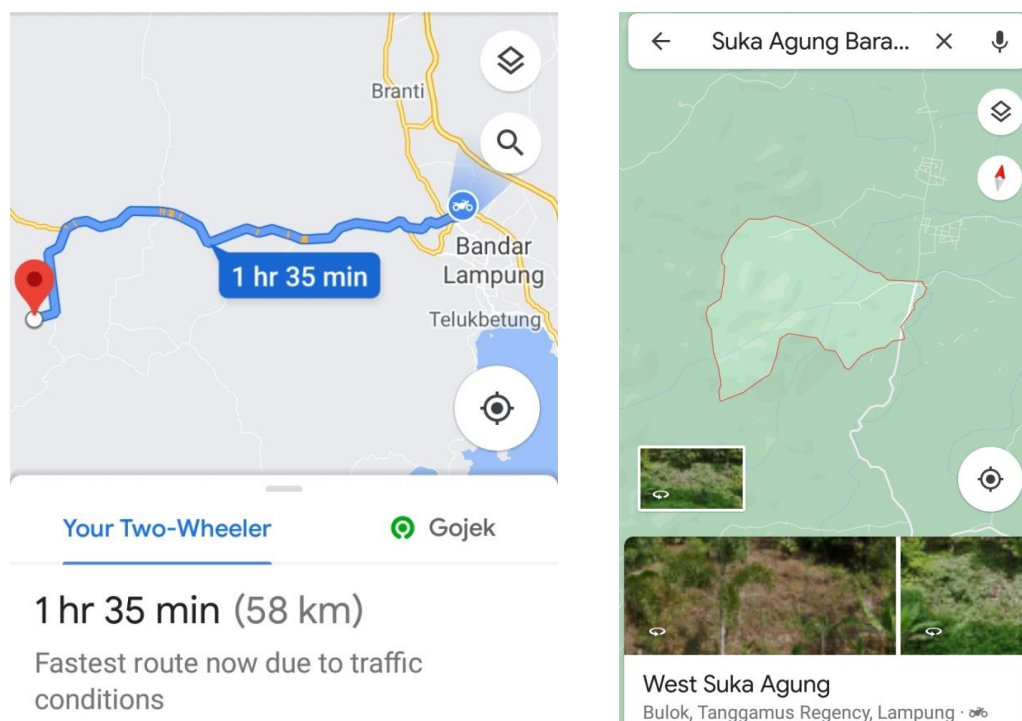 Branti
Bandar
Lampung
1 hr 35 min
Telukbetung
Your Two-Wheeler
Gojek
1 hr 35 min (58 km)
Fastest route now due to traffic
conditions
Suka Agung Bara...
West Suka Agung
Bulok, Tanggamus Regency, Lampung ·